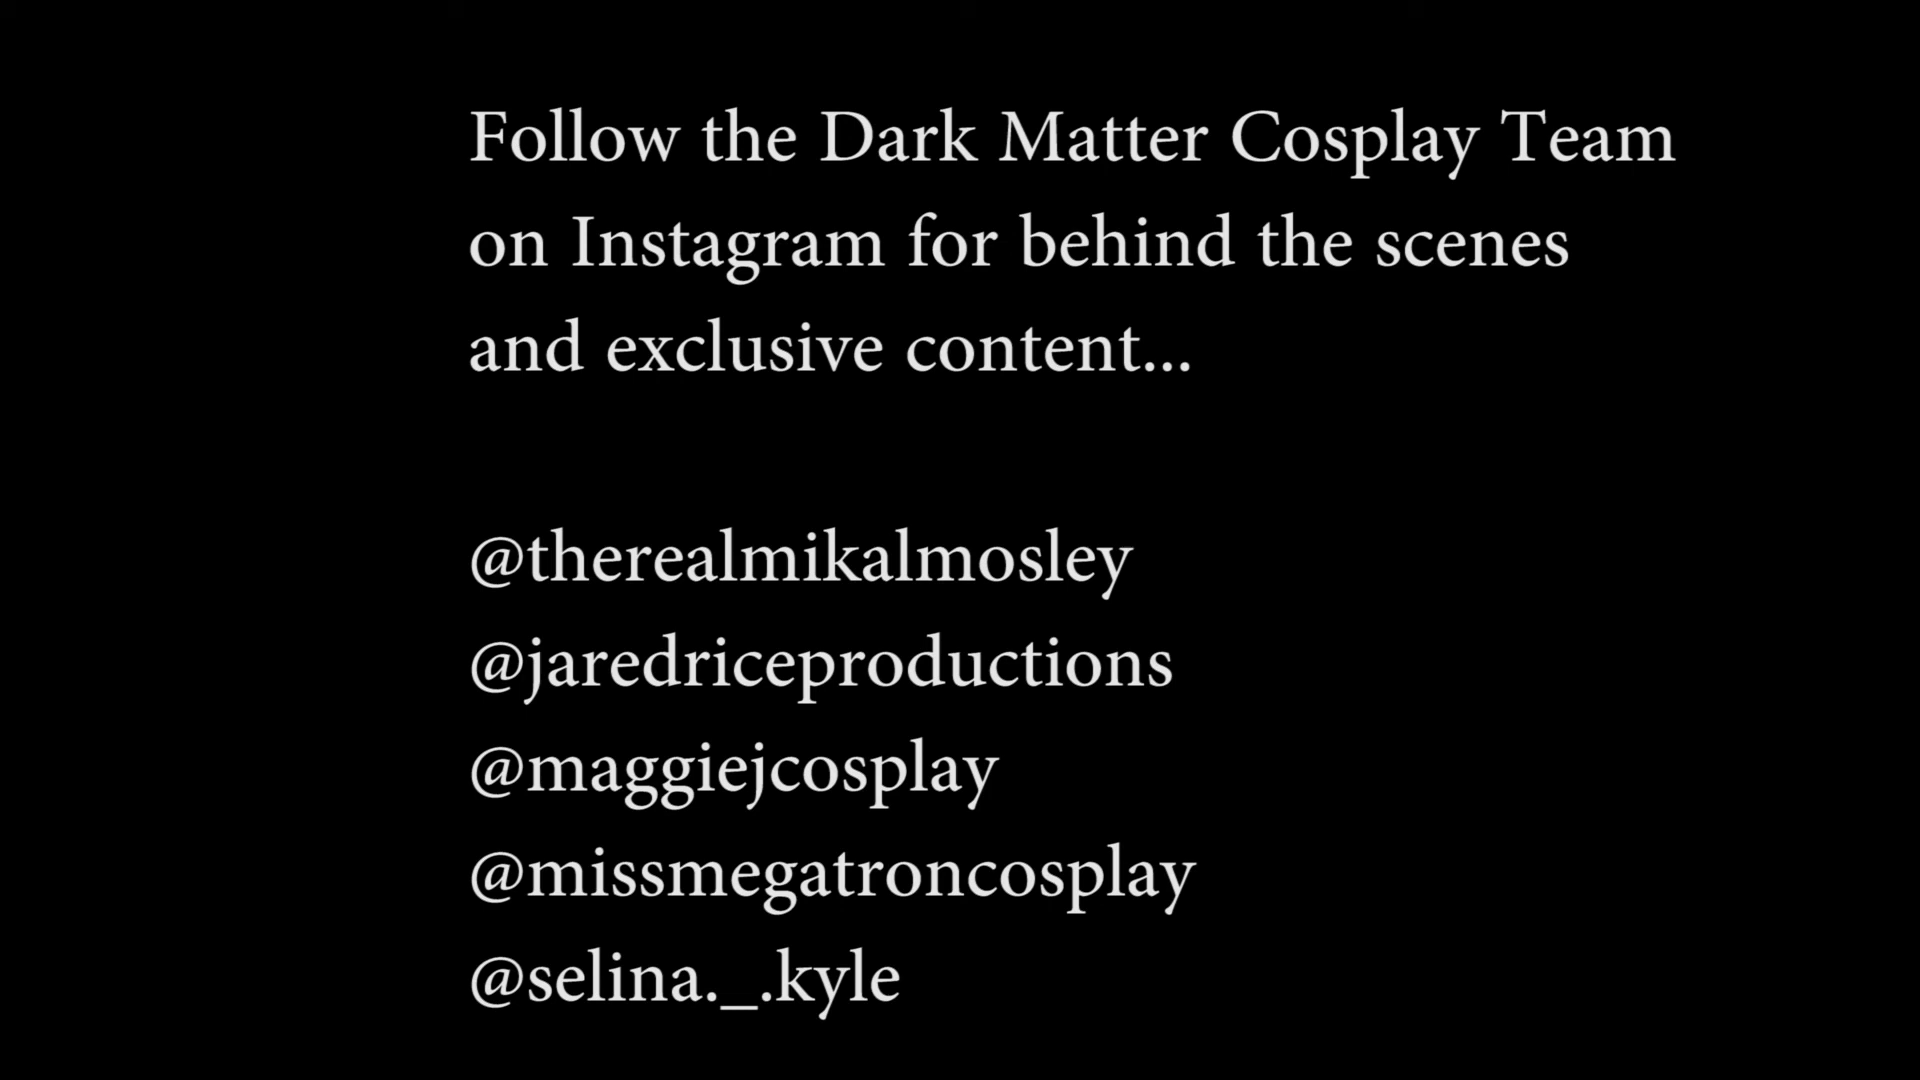 Follow the Dark Matter Cosplay Team
on Instagram for behind the scenes
and exclusive content...
@therealmikalmosley
@jaredriceproductions
@maggiejcosplay
@missmegatroncosplay
@selina._.kyle